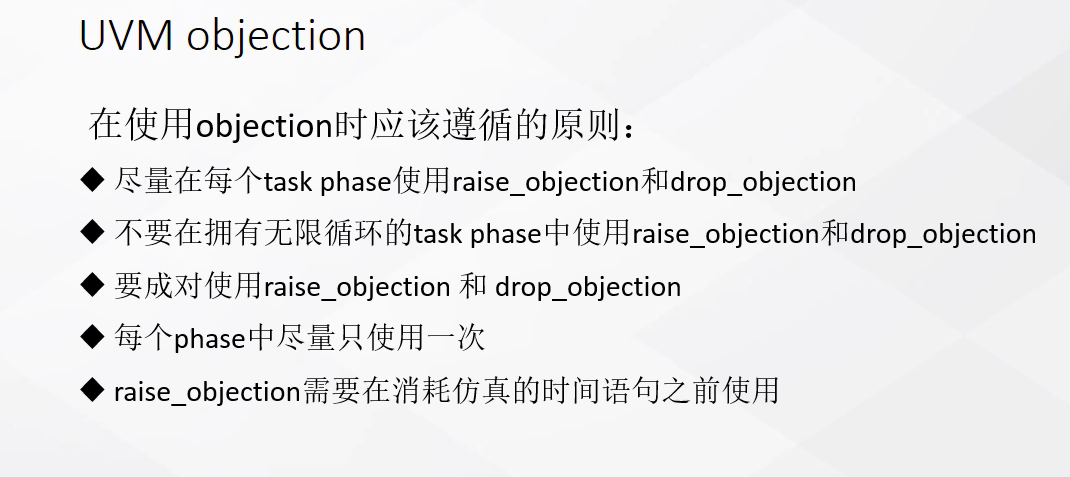 UVM objection
在使用objection时应该遵循的原则：
◆ 尽量在每个task phase使用raise_objection和drop_objection
◆ 不要在拥有无限循环的task phase中使用raise_objection和drop_objection
◆ 要成对使用raise_objection 和 drop_objection
◆ 每个phase中尽量只使用一次
◆ raise_objection需要在消耗仿真的时间语句之前使用